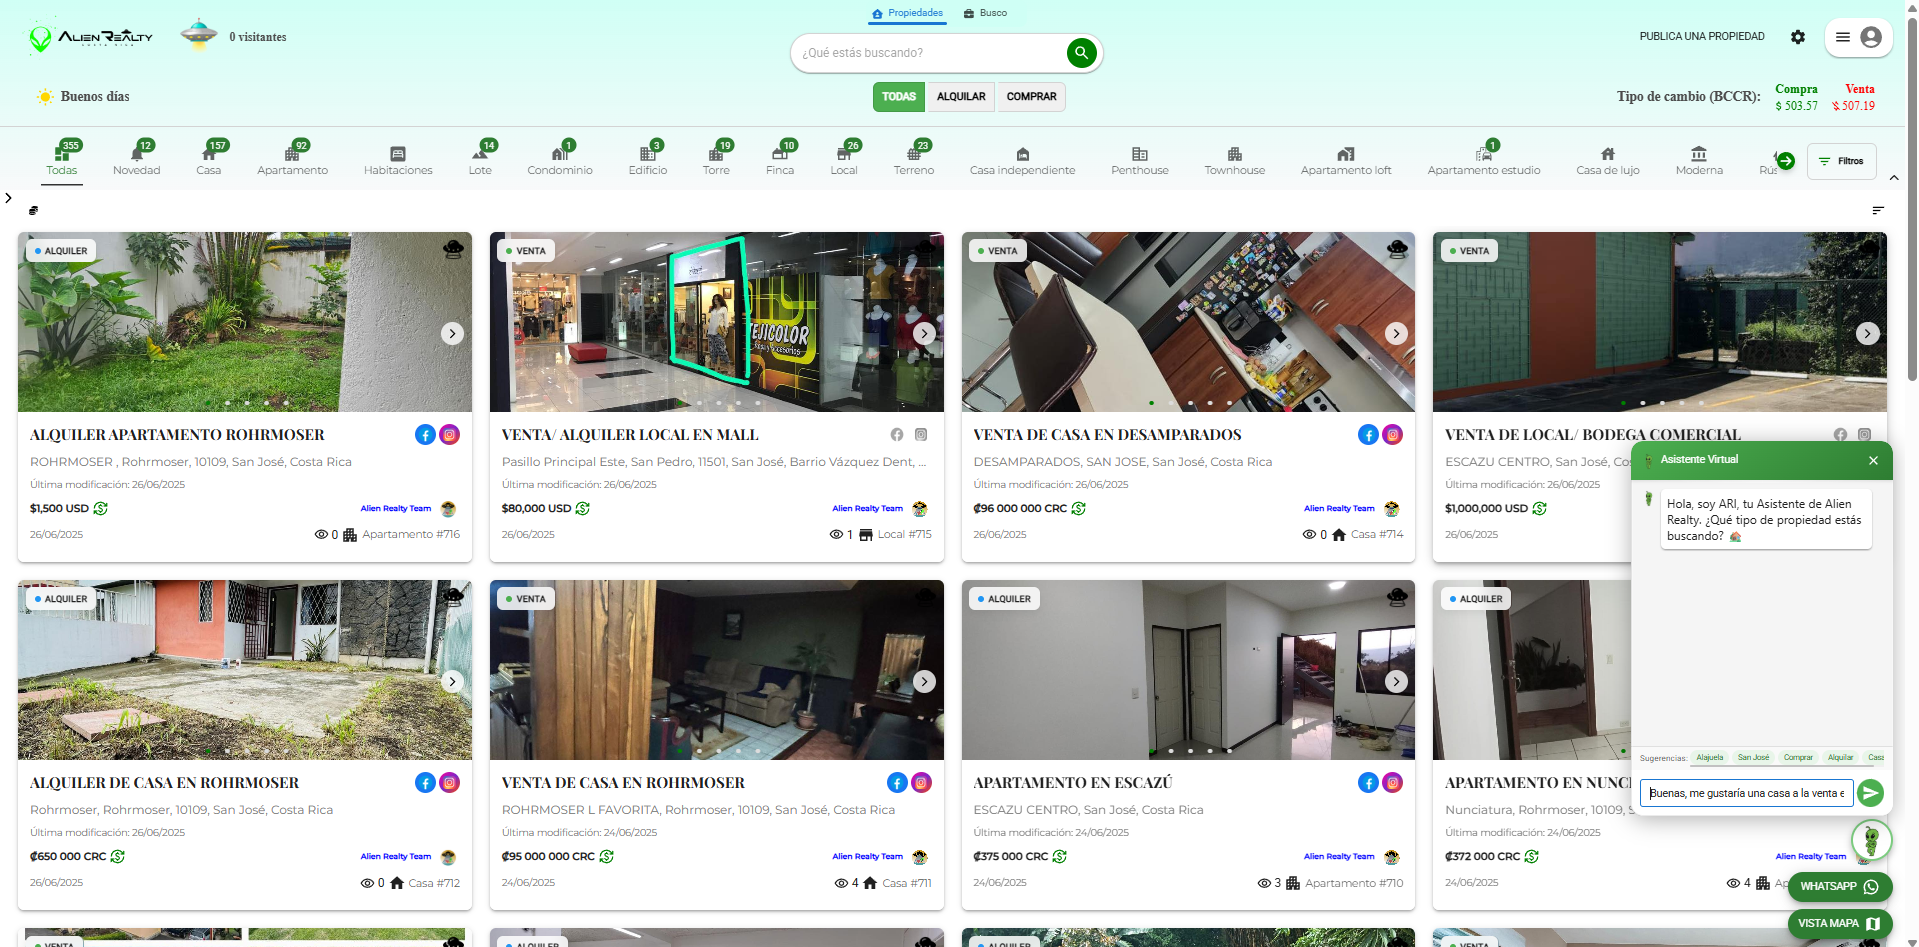 Propiedades
Busco
ALIEN REALTY
COSTA RICA
0 visitantes
¿Qué estás buscando?
PUBLICA UNA PROPIEDAD
Buenos días
TODAS
ALQUILAR
COMPRAR
Tipo de cambio (BCCR):
Compra
$ 503.57
Venta
$ 507.19
355
Todas
12
Novedad
157
Casa
92
Apartamento
Habitaciones
14
Lote
1
Condominio
3
Edificio
19
Torre
10
Finca
26
Local
23
Terreno
Casa independiente
Penthouse
Townhouse
Apartamento loft
1
Apartamento estudio
Casa de lujo
Moderna
Rús
Filtros
ALQUILER
ALQUILER APARTAMENTO ROHRMOSER
ROHRMOSER , Rohrmoser, 10109, San José, Costa Rica
Última modificación: 26/06/2025
$1,500 USD
Alien Realty Team
26/06/2025
0
Apartamento #716
VENTA
TEJICOLOR
VENTA/ ALQUILER LOCAL EN MALL
Pasillo Principal Este, San Pedro, 11501, San José, Barrio Vázquez Dent, ...
Última modificación: 26/06/2025
$80,000 USD
Alien Realty Team
26/06/2025
1
Local #715
VENTA
VENTA DE CASA EN DESAMPARADOS
DESAMPARADOS, SAN JOSE, San José, Costa Rica
Última modificación: 26/06/2025
₡96 000 000 CRC
Alien Realty Team
26/06/2025
0
Casa #714
VENTA
VENTA DE LOCAL/ BODEGA COMERCIAL
ESCAZU CENTRO, San José, Cos
Última modificación: 26/06/2025
$1,000,000 USD
26/06/2025
ALQUILER
ALQUILER DE CASA EN ROHRMOSER
Rohrmoser, Rohrmoser, 10109, San José, Costa Rica
Última modificación: 26/06/2025
₡650 000 CRC
Alien Realty Team
26/06/2025
0
Casa #712
VENTA
VENTA DE CASA EN ROHRMOSER
ROHRMOSER L FAVORITA, Rohrmoser, 10109, San José, Costa Rica
Última modificación: 24/06/2025
₡95 000 000 CRC
Alien Realty Team
24/06/2025
4
Casa #711
ALQUILER
APARTAMENTO EN ESCAZÚ
ESCAZU CENTRO, San José, Costa Rica
Última modificación: 24/06/2025
₡375 000 CRC
Alien Realty Team
24/06/2025
3
Apartamento #710
ALQUILER
APARTAMENTO EN NUNC
Nunciatura, Rohrmoser, 10109, S
Última modificación: 24/06/2025
₡372 000 CRC
Alien Realty Team
24/06/2025
4
Ap
Asistente Virtual
Hola, soy ARI, tu Asistente de Alien
Realty. ¿Qué tipo de propiedad estás
buscando?
Sugerencias:
Alajuela
San José
Comprar
Alquilar
Casa
Buenas, me gustaría una casa a la venta e
WHATSAPP
VISTA MAPA
VENTA
ALQUILER
ALQUILER
VENTA